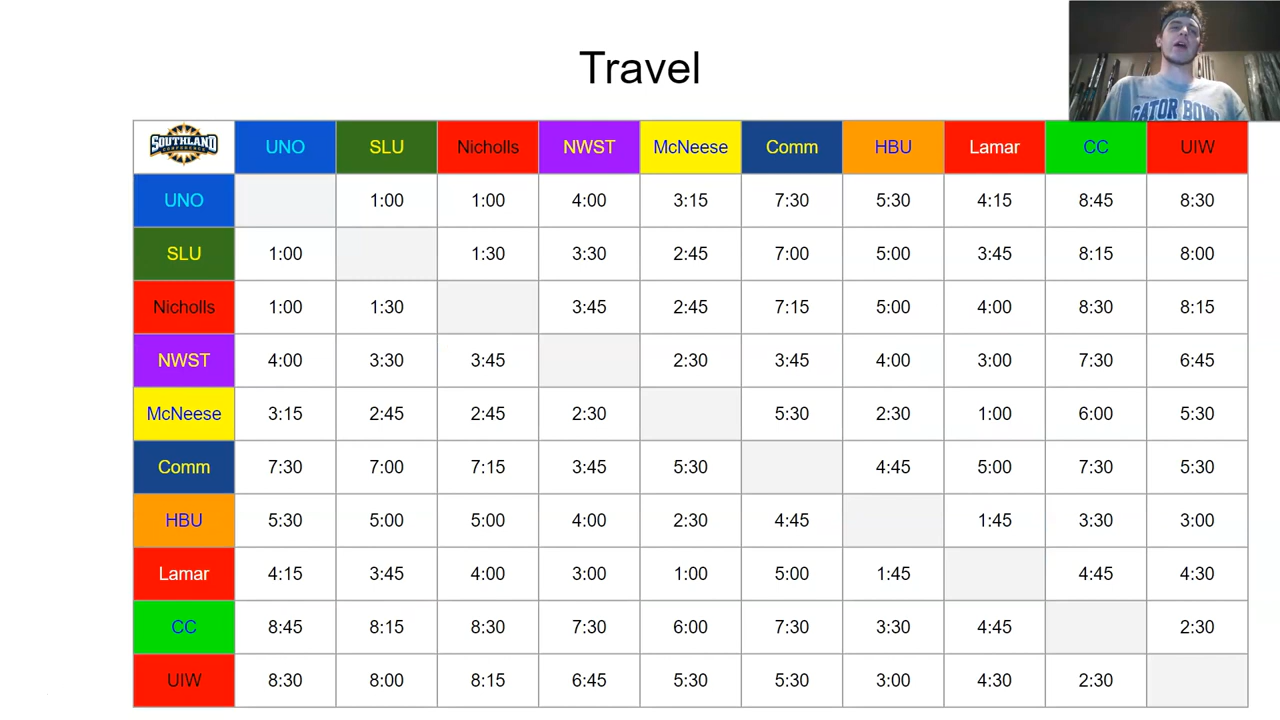 Travel
GATOR BOWL
SOUTHLAND UNO SLU Nicholls NWST McNeese Comm HBU Lamar CC UIW
CONFERENCE
UNO 1:00 1:00 4:00 3:15 7:30 5:30 4:15 8:45 8:30
SLU 1:00 1:30 3:30 2:45 7:00 5:00 3:45 8:15 8:00
Nicholls 1:00 1:30 3:45 2:45 7:15 5:00 4:00 8:30 8:15
NWST 4:00 3:30 3:45 2:30 3:45 4:00 3:00 7:30 6:45
McNeese 3:15 2:45 2:45 2:30 5:30 2:30 1:00 6:00 5:30
Comm 7:30 7:00 7:15 3:45 5:30 4:45 5:00 7:30 5:30
HBU 5:30 5:00 5:00 4:00 2:30 4:45 1:45 3:30 3:00
Lamar 4:15 3:45 4:00 3:00 1:00 5:00 1:45 4:45 4:30
CC 8:45 8:15 8:30 7:30 6:00 7:30 3:30 4:45 2:30
UIW 8:30 8:00 8:15 6:45 5:30 5:30 3:00 4:30 2:30